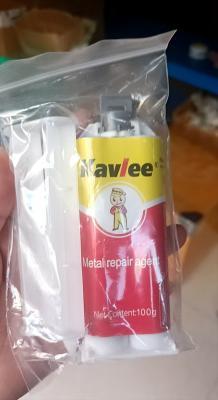 Kavlee
Metal repair agent
Net Content:100g